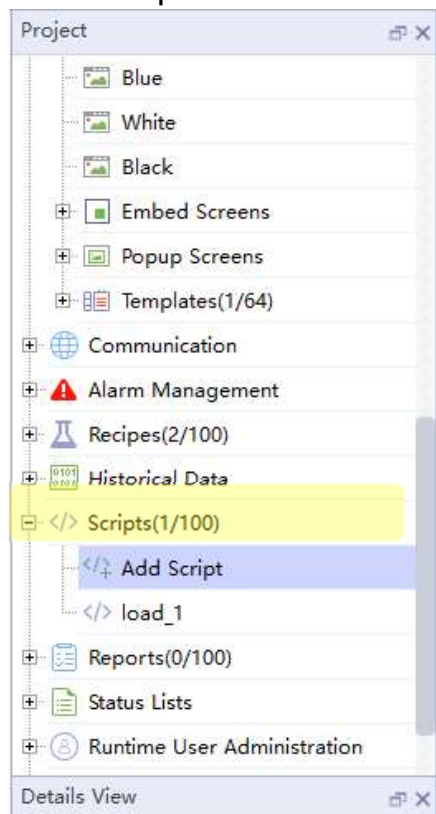 Project
Blue
White
Black
Embed Screens
Popup Screens
Templates(1/64)
Communication
Alarm Management
Recipes(2/100)
Historical Data
Scripts(1/100)
Add Script
load_1
Reports(0/100)
Status Lists
Runtime User Administration
Details View